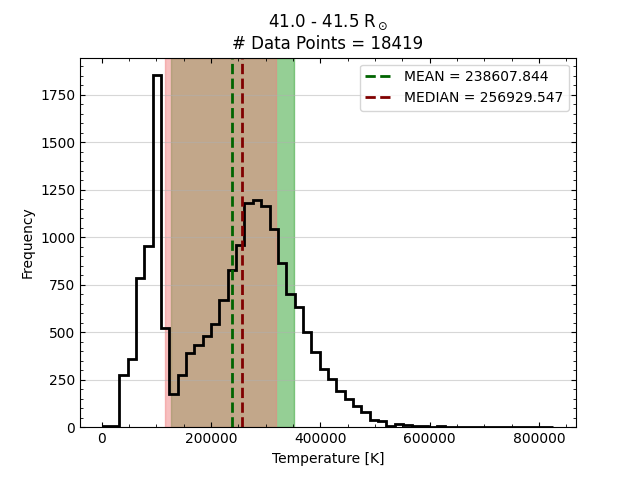 41.0 - 41.5 R⊙
# Data Points = 18419
MEAN = 238607.844
MEDIAN = 256929.547
Frequency
1750
1500
1250
1000
750
500
250
0
0 200000 400000 600000 800000
Temperature [K]